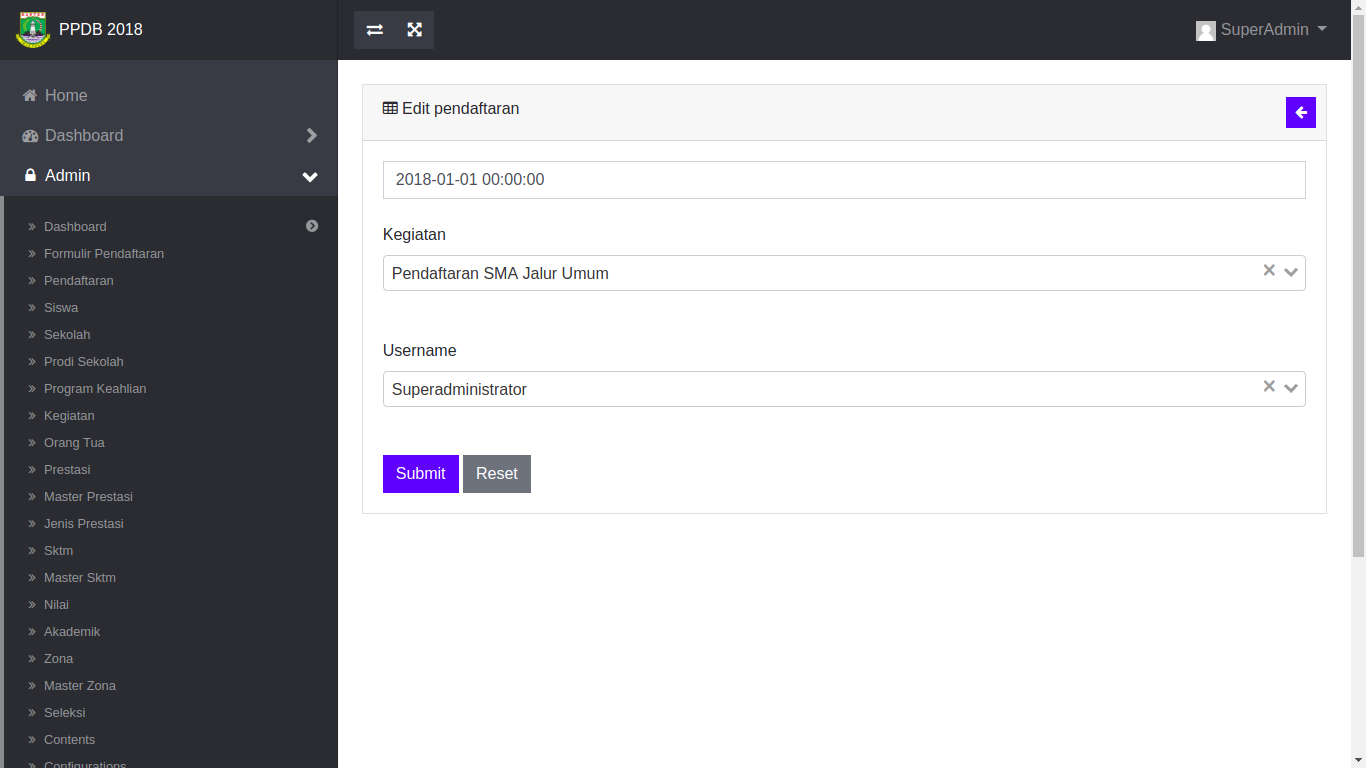 PPDB 2018
SuperAdmin
Home
Dashboard
Admin
Dashboard
Formulir Pendaftaran
Pendaftaran
Siswa
Sekolah
Prodi Sekolah
Program Keahlian
Kegiatan
Orang Tua
Prestasi
Master Prestasi
Jenis Prestasi
Sktm
Master Sktm
Nilai
Akademik
Zona
Master Zona
Seleksi
Contents
Configurations
Edit pendaftaran
2018-01-01 00:00:00
Kegiatan
Pendaftaran SMA Jalur Umum
Username
Superadministrator
Submit Reset